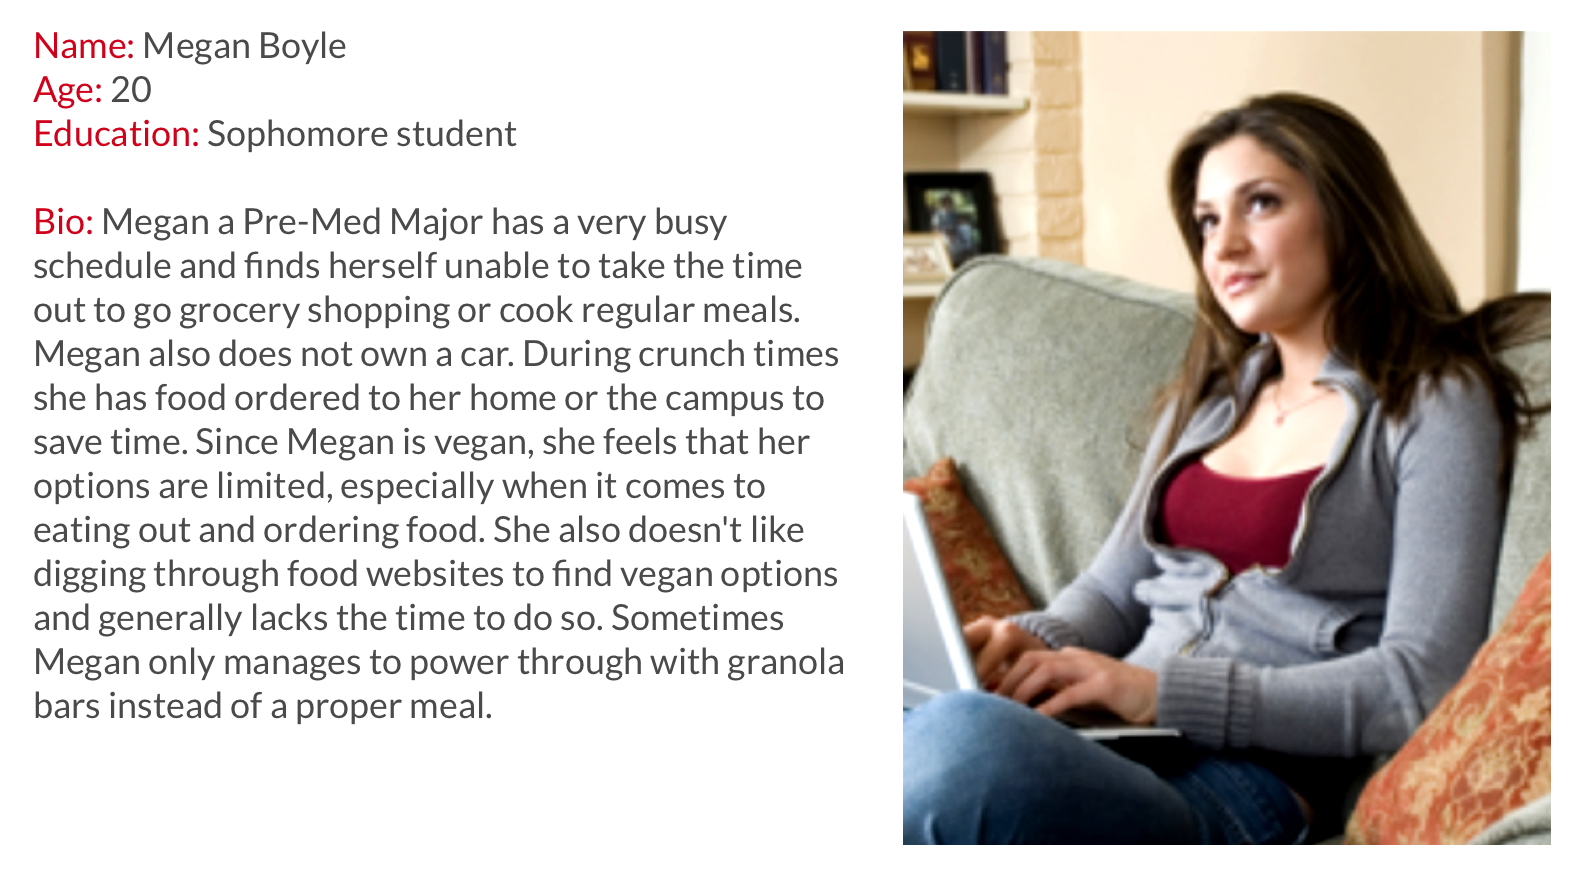 Name: Megan Boyle
Age: 20
Education: Sophomore student
Bio: Megan a Pre-Med Major has a very busy
schedule and finds herself unable to take the time
out to go grocery shopping or cook regular meals.
Megan also does not own a car. During crunch times
she has food ordered to her home or the campus to
save time. Since Megan is vegan, she feels that her
options are limited, especially when it comes to
eating out and ordering food. She also doesn't like
digging through food websites to find vegan options
and generally lacks the time to do so. Sometimes
Megan only manages to power through with granola
bars instead of a proper meal.